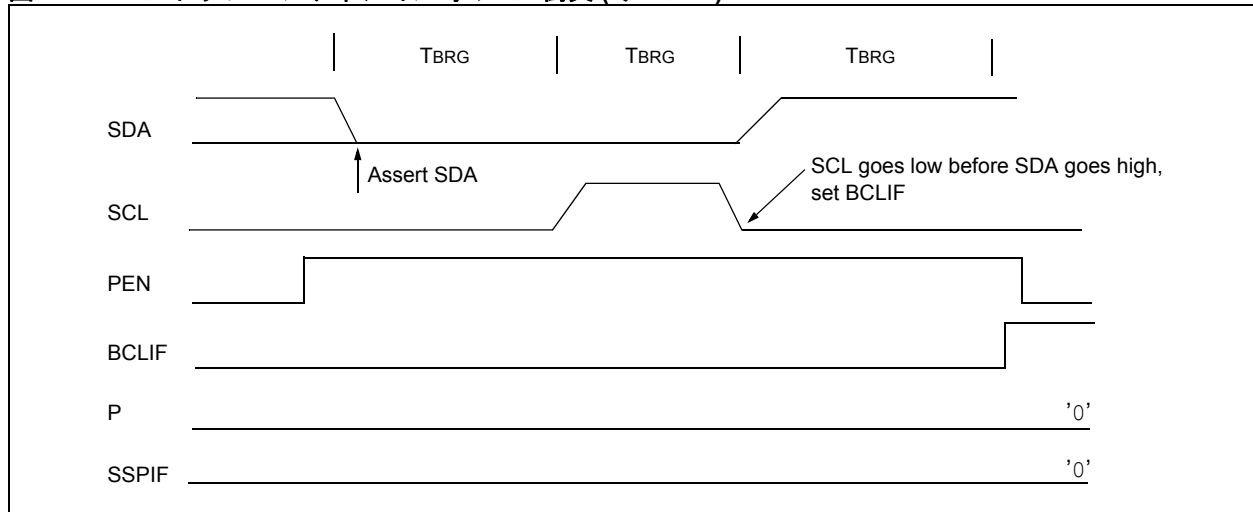 TBRG TBRG TBRG
SDA
Assert SDA
SCL goes low before SDA goes high,
set BCLIF
SCL
PEN
BCLIF
P
'0'
SSPIF
'0'